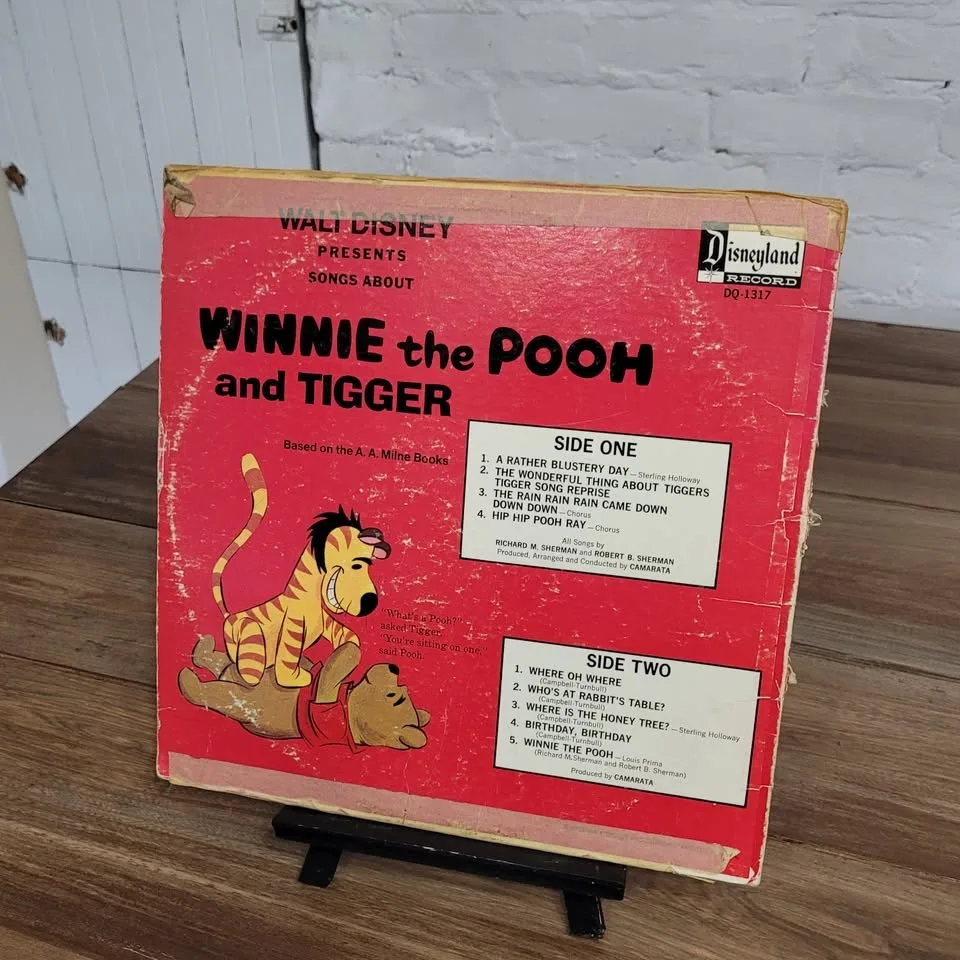 WALT DISNEY
PRESENTS
SONGS ABOUT
WINNIE the POOH
and TIGGER
Based on the A. A. Milne Books
Disneyland
RECORD
DQ-1317
SIDE ONE
1. A RATHER BLUSTERY DAY — Sterling Holloway
2. THE WONDERFUL THING ABOUT TIGGERS
TIGGER SONG REPRISE
3. THE RAIN RAIN RAIN CAME DOWN
DOWN DOWN — Chorus
4. HIP HIP POOH RAY — Chorus
All Songs by
RICHARD M. SHERMAN and ROBERT B. SHERMAN
Produced, Arranged and Conducted by CAMARATA
"What's a Pooh?"
asked Tigger.
"You're sitting on one,"
said Pooh.
SIDE TWO
1. WHERE OH WHERE
(Campbell-Turnbull)
2. WHO'S AT RABBIT'S TABLE?
(Campbell-Turnbull)
3. WHERE IS THE HONEY TREE? — Sterling Holloway
(Campbell-Turnbull)
4. BIRTHDAY, BIRTHDAY
(Campbell-Turnbull)
5. WINNIE THE POOH — Louis Prima
(Richard M. Sherman and Robert B. Sherman)
Produced by CAMARATA